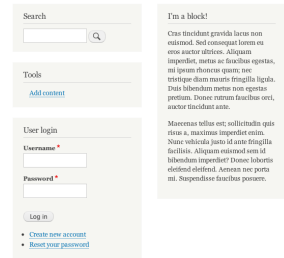 Search
Tools
Add content
User login
Username *
Password *
Log in
Create new account
Reset your password
I'm a block!
Cras tincidunt gravida lacus non
euismod. Sed consequat lorem eu
eros auctor ultrices. Aliquam
imperdiet, metus ac faucibus egestas,
mi ipsum rhoncus quam; nec
tristique diam mauris fringilla ligula.
Duis bibendum metus non egestas
pretium. Donec rutrum faucibus orci,
auctor tincidunt ante.
Maecenas tellus est; sollicitudin quis
risus a, maximus imperdiet enim.
Nunc vehicula justo id ante fringilla
facilisis. Aliquam euismod sem id
bibendum imperdiet? Donec lobortis
eleifend eleifend. Aenean nec porta
mi. Suspendisse faucibus posuere.